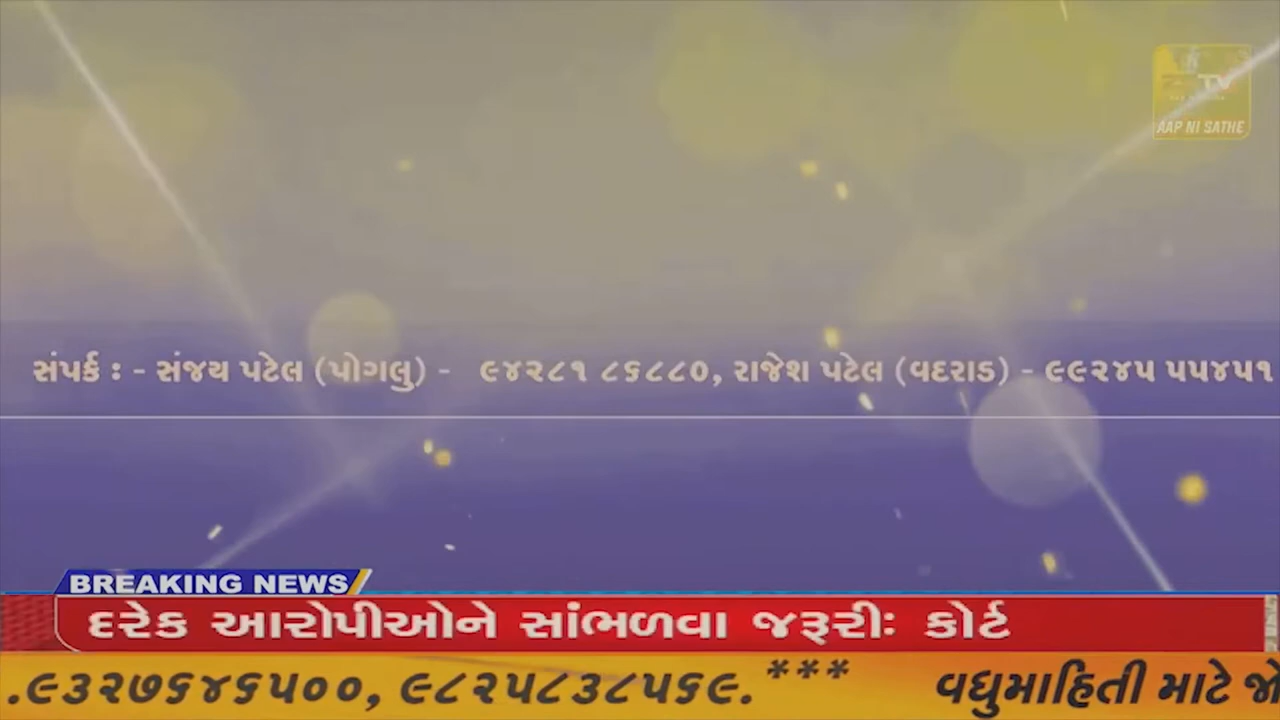 TV
AAP NI SATHE
સંપર્ક : - સંજય પટેલ (પોગલુ) - ૯૪૨૮૧ ૮૬૮૮૦, રાજેશ પટેલ (વદરાડ) - ૯૯૨૪૫ ૫૫૪૫૧
BREAKING NEWS
દરેક આરોપીઓને સાંભળવા જરૂરીઃ કોર્ટ
.૯૩૨૭૬૪૬૫૦૦, ૯૮૨૫૮૩૮૫૬૯.*** વધુમાહિતી માટે જો